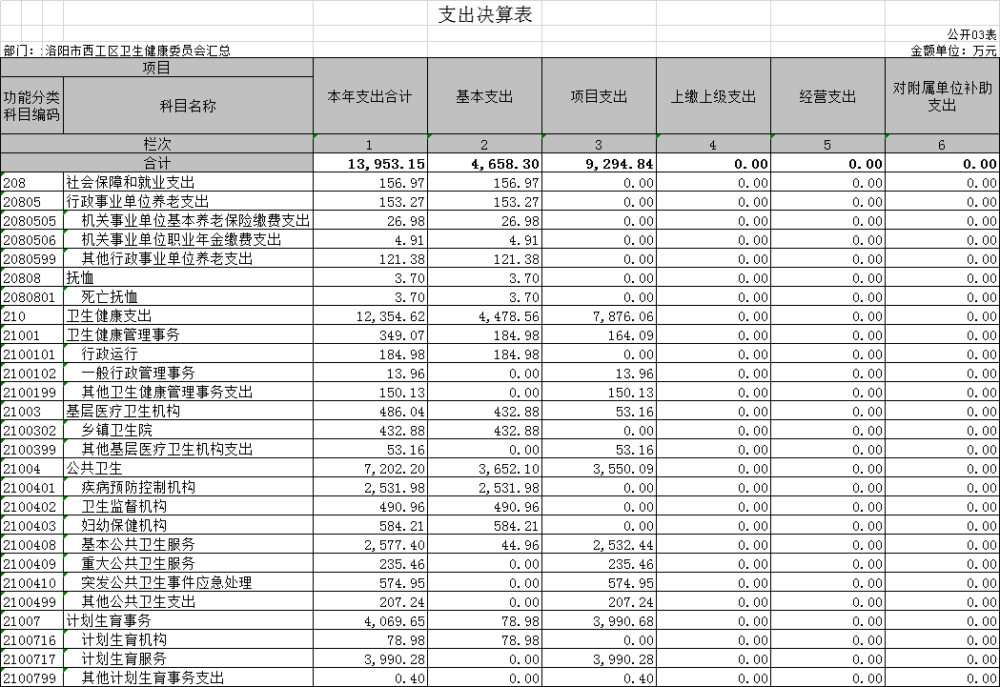 支出决算表
公开03表
部门：:洛阳市西工区卫生健康委员会汇总 金额单位：万元
项目 本年支出合计 基本支出 项目支出 上缴上级支出 经营支出 对附属单位补助支出
功能分类科目编码 科目名称
栏次 1 2 3 4 5 6
合计 13,953.15 4,658.30 9,294.84 0.00 0.00 0.00
208 社会保障和就业支出 156.97 156.97 0.00 0.00 0.00 0.00
20805 行政事业单位养老支出 153.27 153.27 0.00 0.00 0.00 0.00
2080505 机关事业单位基本养老保险缴费支出 26.98 26.98 0.00 0.00 0.00 0.00
2080506 机关事业单位职业年金缴费支出 4.91 4.91 0.00 0.00 0.00 0.00
2080599 其他行政事业单位养老支出 121.38 121.38 0.00 0.00 0.00 0.00
20808 抚恤 3.70 3.70 0.00 0.00 0.00 0.00
2080801 死亡抚恤 3.70 3.70 0.00 0.00 0.00 0.00
210 卫生健康支出 12,354.62 4,478.56 7,876.06 0.00 0.00 0.00
21001 卫生健康管理事务 349.07 184.98 164.09 0.00 0.00 0.00
2100101 行政运行 184.98 184.98 0.00 0.00 0.00 0.00
2100102 一般行政管理事务 13.96 0.00 13.96 0.00 0.00 0.00
2100199 其他卫生健康管理事务支出 150.13 0.00 150.13 0.00 0.00 0.00
21003 基层医疗卫生机构 486.04 432.88 53.16 0.00 0.00 0.00
2100302 乡镇卫生院 432.88 432.88 0.00 0.00 0.00 0.00
2100399 其他基层医疗卫生机构支出 53.16 0.00 53.16 0.00 0.00 0.00
21004 公共卫生 7,202.20 3,652.10 3,550.09 0.00 0.00 0.00
2100401 疾病预防控制机构 2,531.98 2,531.98 0.00 0.00 0.00 0.00
2100402 卫生监督机构 490.96 490.96 0.00 0.00 0.00 0.00
2100403 妇幼保健机构 584.21 584.21 0.00 0.00 0.00 0.00
2100408 基本公共卫生服务 2,577.40 44.96 2,532.44 0.00 0.00 0.00
2100409 重大公共卫生服务 235.46 0.00 235.46 0.00 0.00 0.00
2100410 突发公共卫生事件应急处理 574.95 0.00 574.95 0.00 0.00 0.00
2100499 其他公共卫生支出 207.24 0.00 207.24 0.00 0.00 0.00
21007 计划生育事务 4,069.65 78.98 3,990.68 0.00 0.00 0.00
2100716 计划生育机构 78.98 78.98 0.00 0.00 0.00 0.00
2100717 计划生育服务 3,990.28 0.00 3,990.28 0.00 0.00 0.00
2100799 其他计划生育事务支出 0.40 0.00 0.40 0.00 0.00 0.00